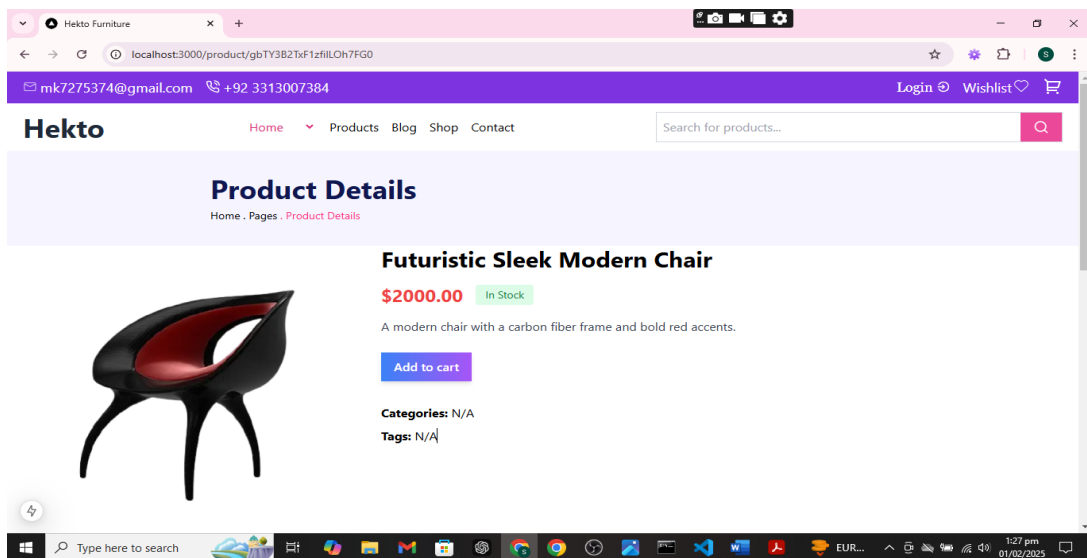 Hekto Furniture
localhost:3000/product/gbTY3B2TxF1zfiILOh7FG0
S
mk7275374@gmail.com +92 3313007384 Login Wishlist
Hekto Home Products Blog Shop Contact Search for products...
Product Details
Home . Pages . Product Details
Futuristic Sleek Modern Chair
$2000.00 In Stock
A modern chair with a carbon fiber frame and bold red accents.
Add to cart
Categories: N/A
Tags: N/A
Type here to search EUR... 1:27 pm
01/02/2025